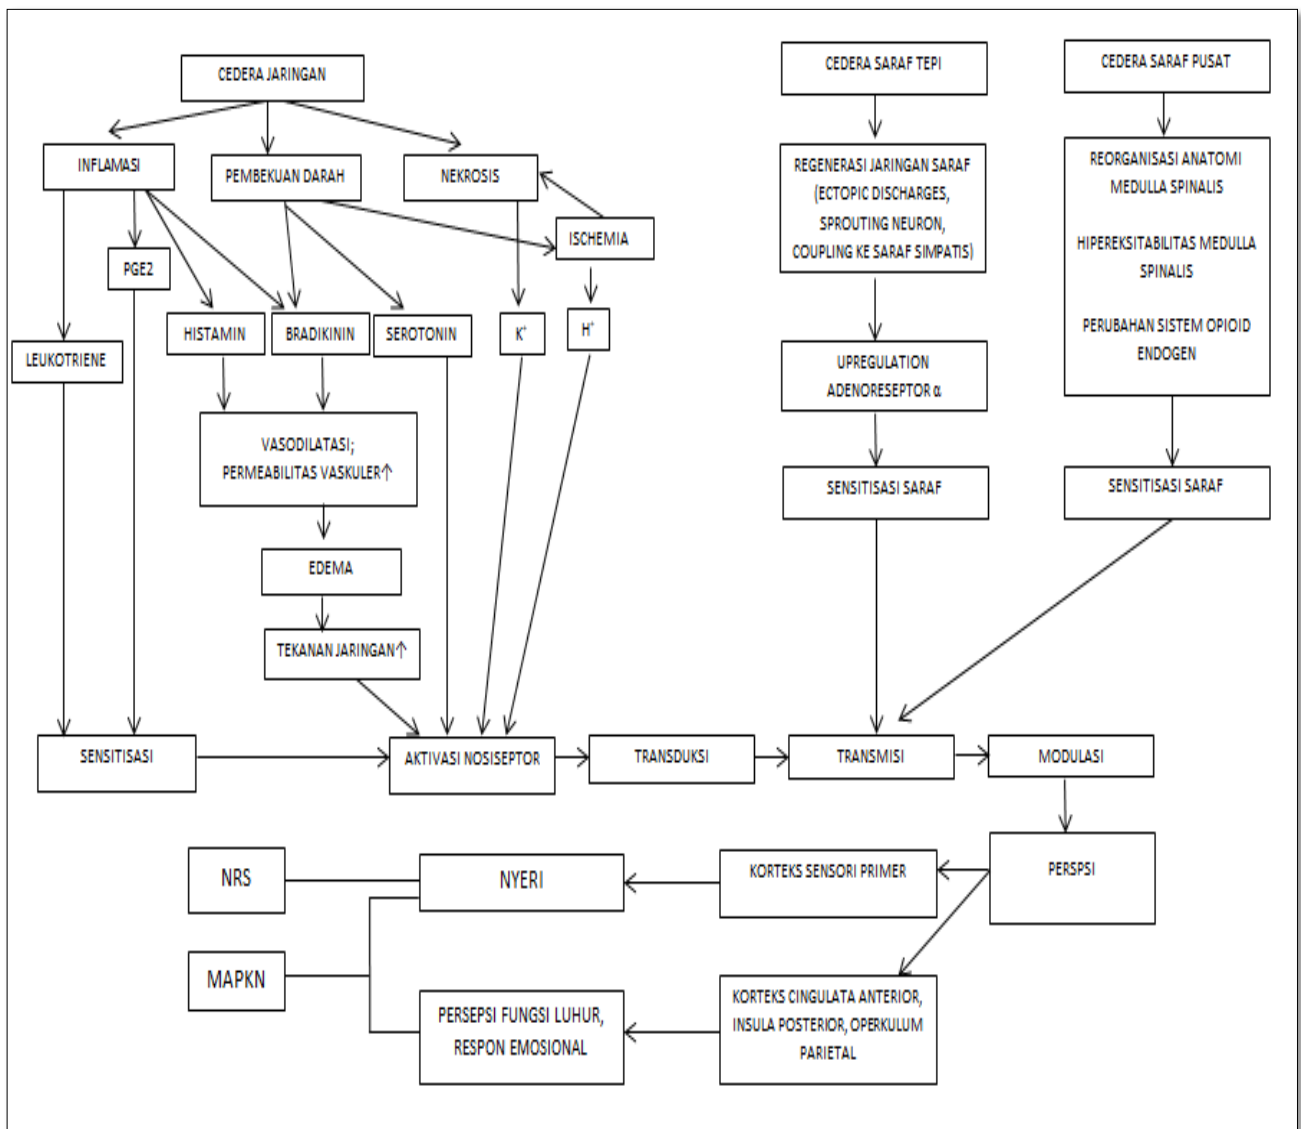 CEDERA JARINGAN
CEDERA SARAF TEPI
CEDERA SARAF PUSAT
INFLAMASI
PEMBEKUAN DARAH
NEKROSIS
REGENERASI JARINGAN SARAF
(ECTOPIC DISCHARGES,
SPROUTING NEURON,
COUPLING KE SARAF SIMPATIS)
REORGANISASI ANATOMI
MEDULLA SPINALIS
HIPEREKSITABILITAS MEDULLA
SPINALIS
PERUBAHAN SISTEM OPIOID
ENDOGEN
ISCHEMIA
PGE2
HISTAMIN
BRADIKININ
SEROTONIN
K⁺
H⁺
LEUKOTRIENE
UPREGULATION
ADENORESEPTOR α
VASODILATASI;
PERMEABILITAS VASKULER↑
SENSITISASI SARAF
SENSITISASI SARAF
EDEMA
TEKANAN JARINGAN↑
SENSITISASI
AKTIVASI NOSISEPTOR
TRANSDUKSI
TRANSMISI
MODULASI
NRS
NYERI
KORTEKS SENSORI PRIMER
PERSPSI
MAPKN
PERSEPSI FUNGSI LUHUR,
RESPON EMOSIONAL
KORTEKS CINGULATA ANTERIOR,
INSULA POSTERIOR, OPERKULUM
PARIETAL